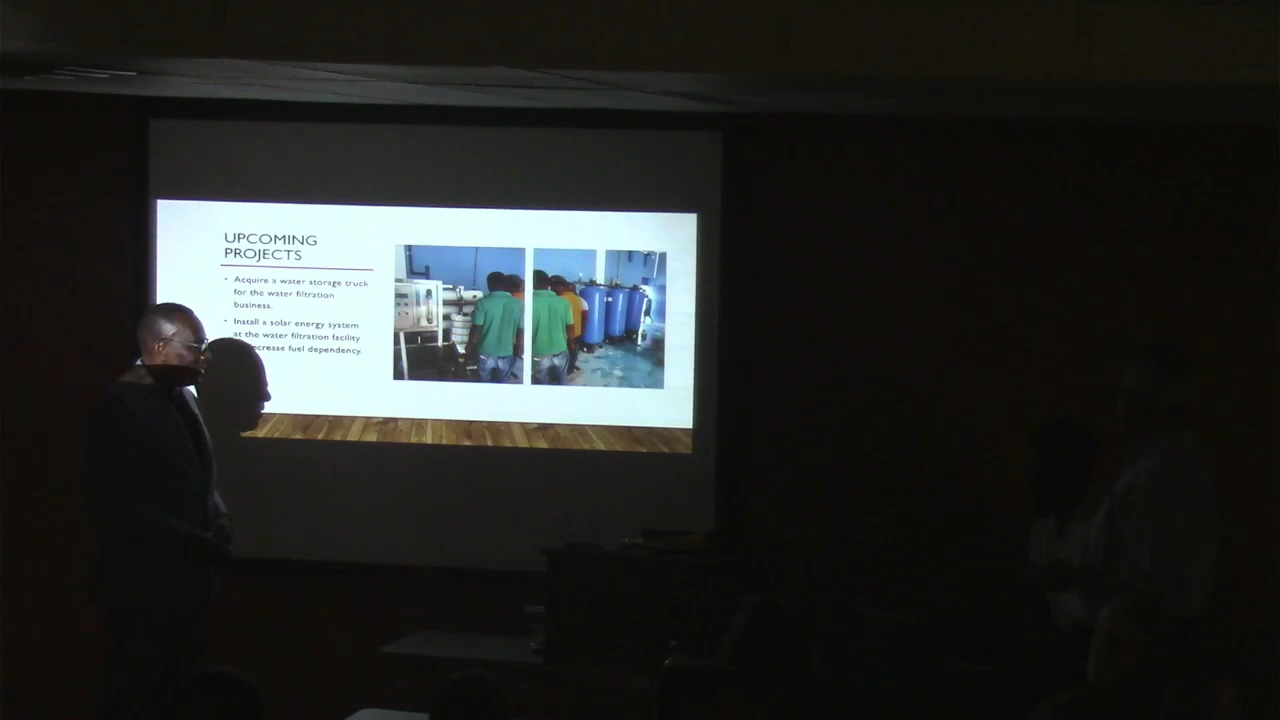 UPCOMING
PROJECTS
• Acquire a water storage truck
for the water filtration
business.
• Install a solar energy system
at the water filtration facility
ecrease fuel dependency.